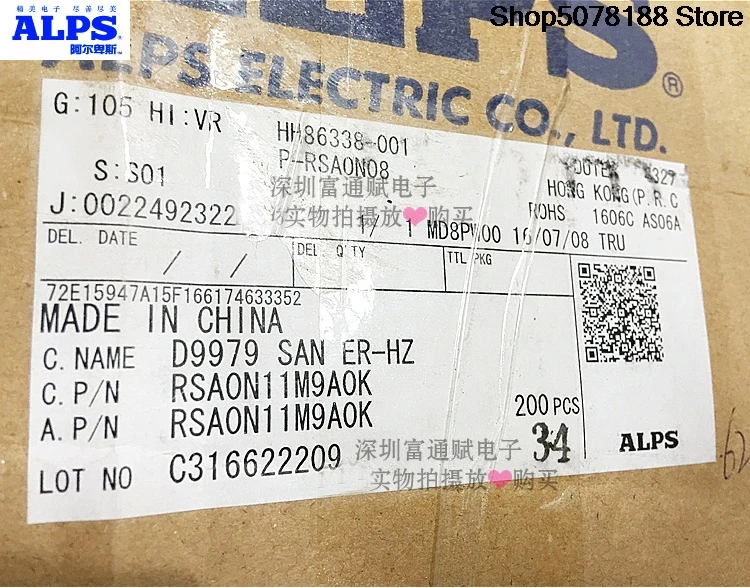 精美电子 尽善尽美
ALPS
阿尔卑斯™
Shop5078188 Store
ALPS®
ALPS ELECTRIC CO., LTD.
G:105 HI:VR HH86338-001
P-RSA0N08
S:S01 HONG KONG(P.R.C
J:0022492322 1/ 1 MD8PW00 16/07/08 TRU
ROHS 1606C AS06A
深圳富通赋电子
实物拍摄放❤购买
DEL. DATE / / DEL. Q'TY TTL PKG
72E15947A15F166174633352
MADE IN CHINA
C. NAME D9979 SAN ER-HZ
C. P/N RSA0N11M9A0K
A. P/N RSA0N11M9A0K
200 PCS
34
LOT NO C316622209
ALPS
深圳富通赋电子
实物拍摄放❤购买
62